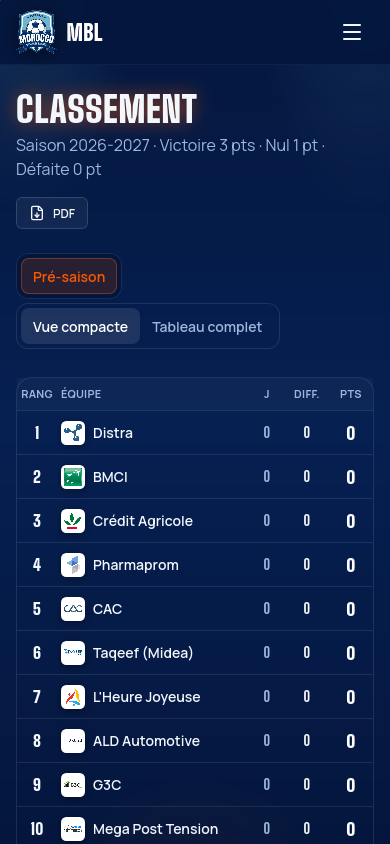 MOROCCO
MBL
CLASSEMENT
Saison 2026-2027 · Victoire 3 pts · Nul 1 pt ·
Défaite 0 pt
PDF
Pré-saison
Vue compacte Tableau complet
RANG ÉQUIPE J DIFF. PTS
1 Distra 0 0 0
2 BMCI 0 0 0
3 Crédit Agricole 0 0 0
4 Pharmaprom 0 0 0
5 CAC 0 0 0
6 Taqeef (Midea) 0 0 0
7 L'Heure Joyeuse 0 0 0
8 ALD Automotive 0 0 0
9 G3C 0 0 0
10 Mega Post Tension 0 0 0